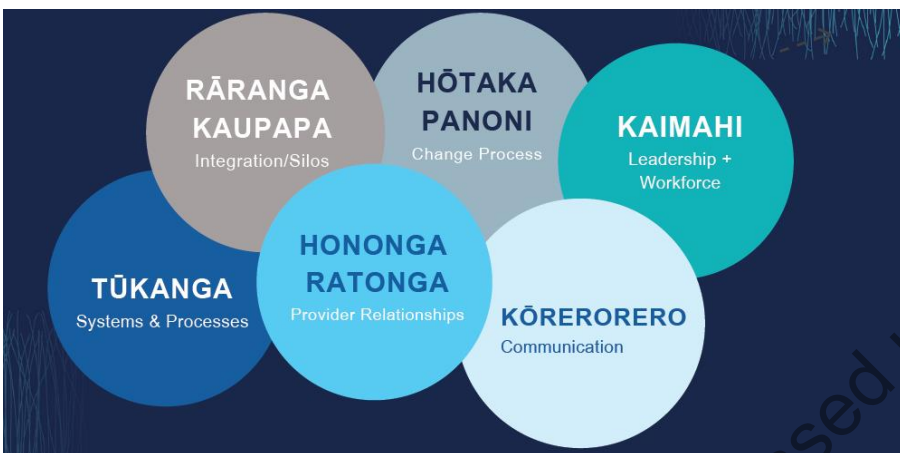 RĀRANGA
KAUPAPA
Integration/Silos
HŌTAKA
PANONI
Change Process
KAIMAHI
Leadership +
Workforce
TŪKANGA
Systems & Processes
HONONGA
RATONGA
Provider Relationships
KŌRERORERO
Communication